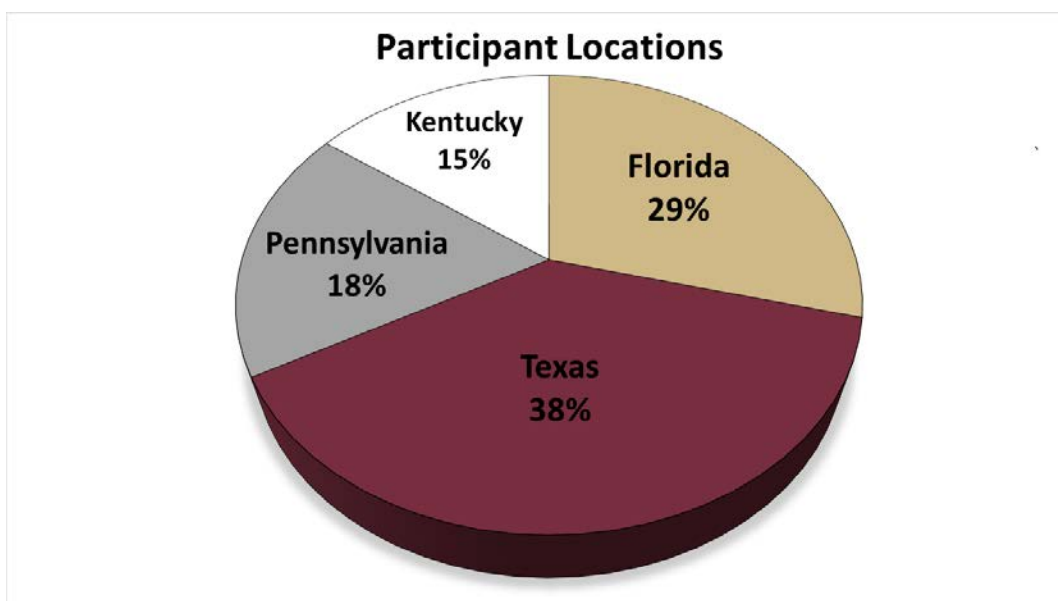 Participant Locations
Kentucky
15%
Florida
29%
Pennsylvania
18%
Texas
38%